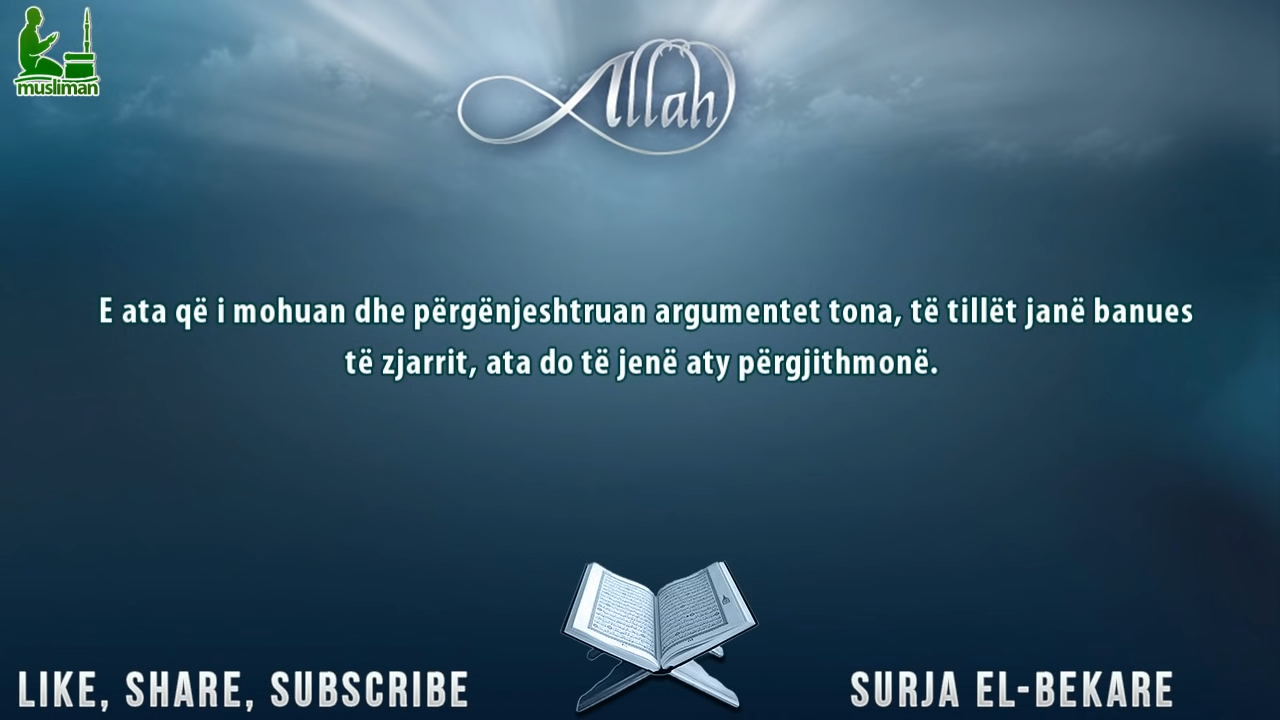 musliman
Allah
E ata që i mohuan dhe përgënjeshtruan argumentet tona, të tillët janë banues
të zjarrit, ata do të jenë aty përgjithmonë.
LIKE, SHARE, SUBSCRIBE
SURJA EL-BEKARE